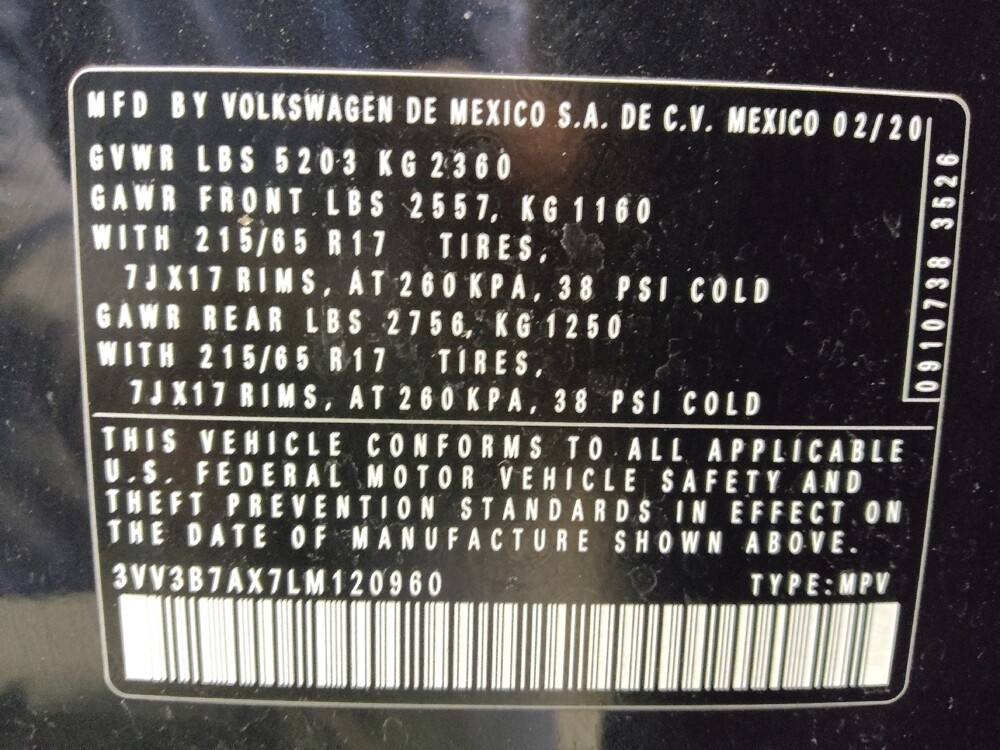 MFD BY VOLKSWAGEN DE MEXICO S.A. DE C.V. MEXICO 02/20
GVWR LBS 5203 KG 2360
GAWR FRONT LBS 2557, KG 1160
WITH 215/65 R17 TIRES,
7JX17 RIMS, AT 260 KPA, 38 PSI COLD
GAWR REAR LBS 2756, KG 1250
WITH 215/65 R17 TIRES,
7JX17 RIMS, AT 260 KPA, 38 PSI COLD
0910738 3526
THIS VEHICLE CONFORMS TO ALL APPLICABLE
U.S. FEDERAL MOTOR VEHICLE SAFETY AND
THEFT PREVENTION STANDARDS IN EFFECT ON
THE DATE OF MANUFACTURE SHOWN ABOVE.
3VV3B7AX7LM120960 TYPE:MPV